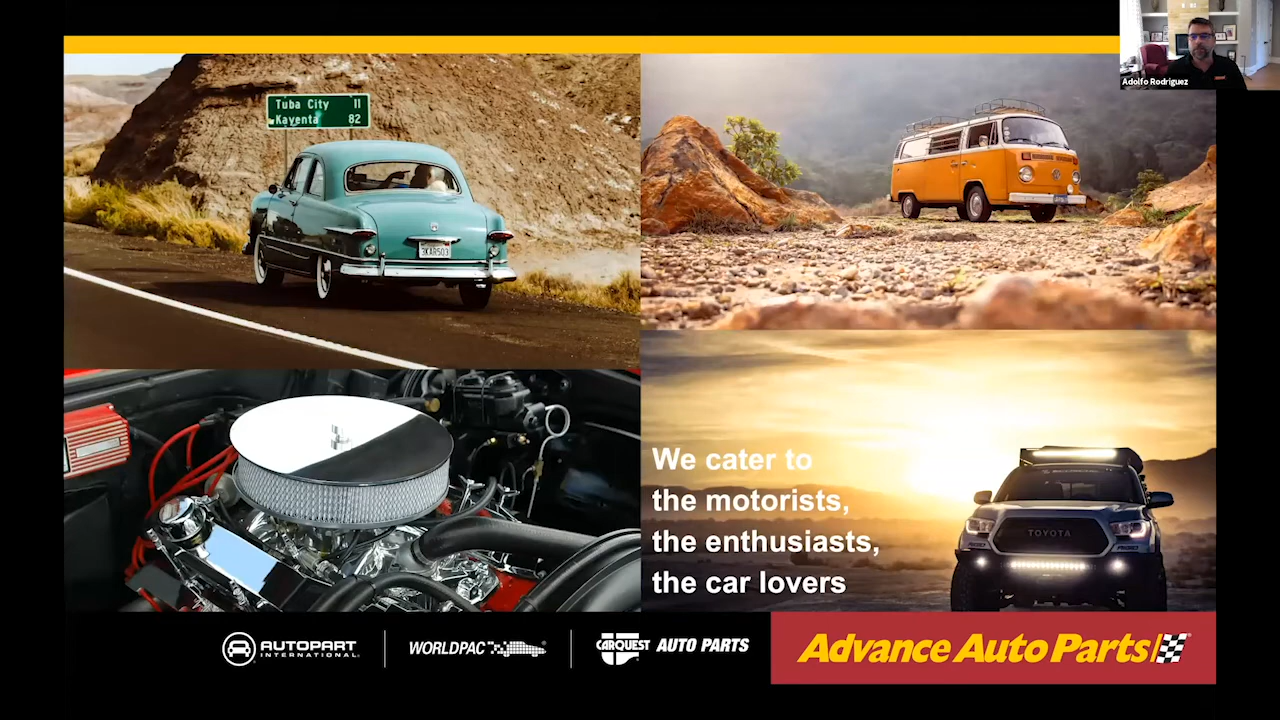 Adolfo Rodriguez
Tuba City 11
Kayenta 82
3KAR503
We cater to
the motorists,
the enthusiasts,
the car lovers
TOYOTA
AUTOPART
INTERNATIONAL
WORLDPAC
CARQUEST AUTO PARTS
Advance Auto Parts